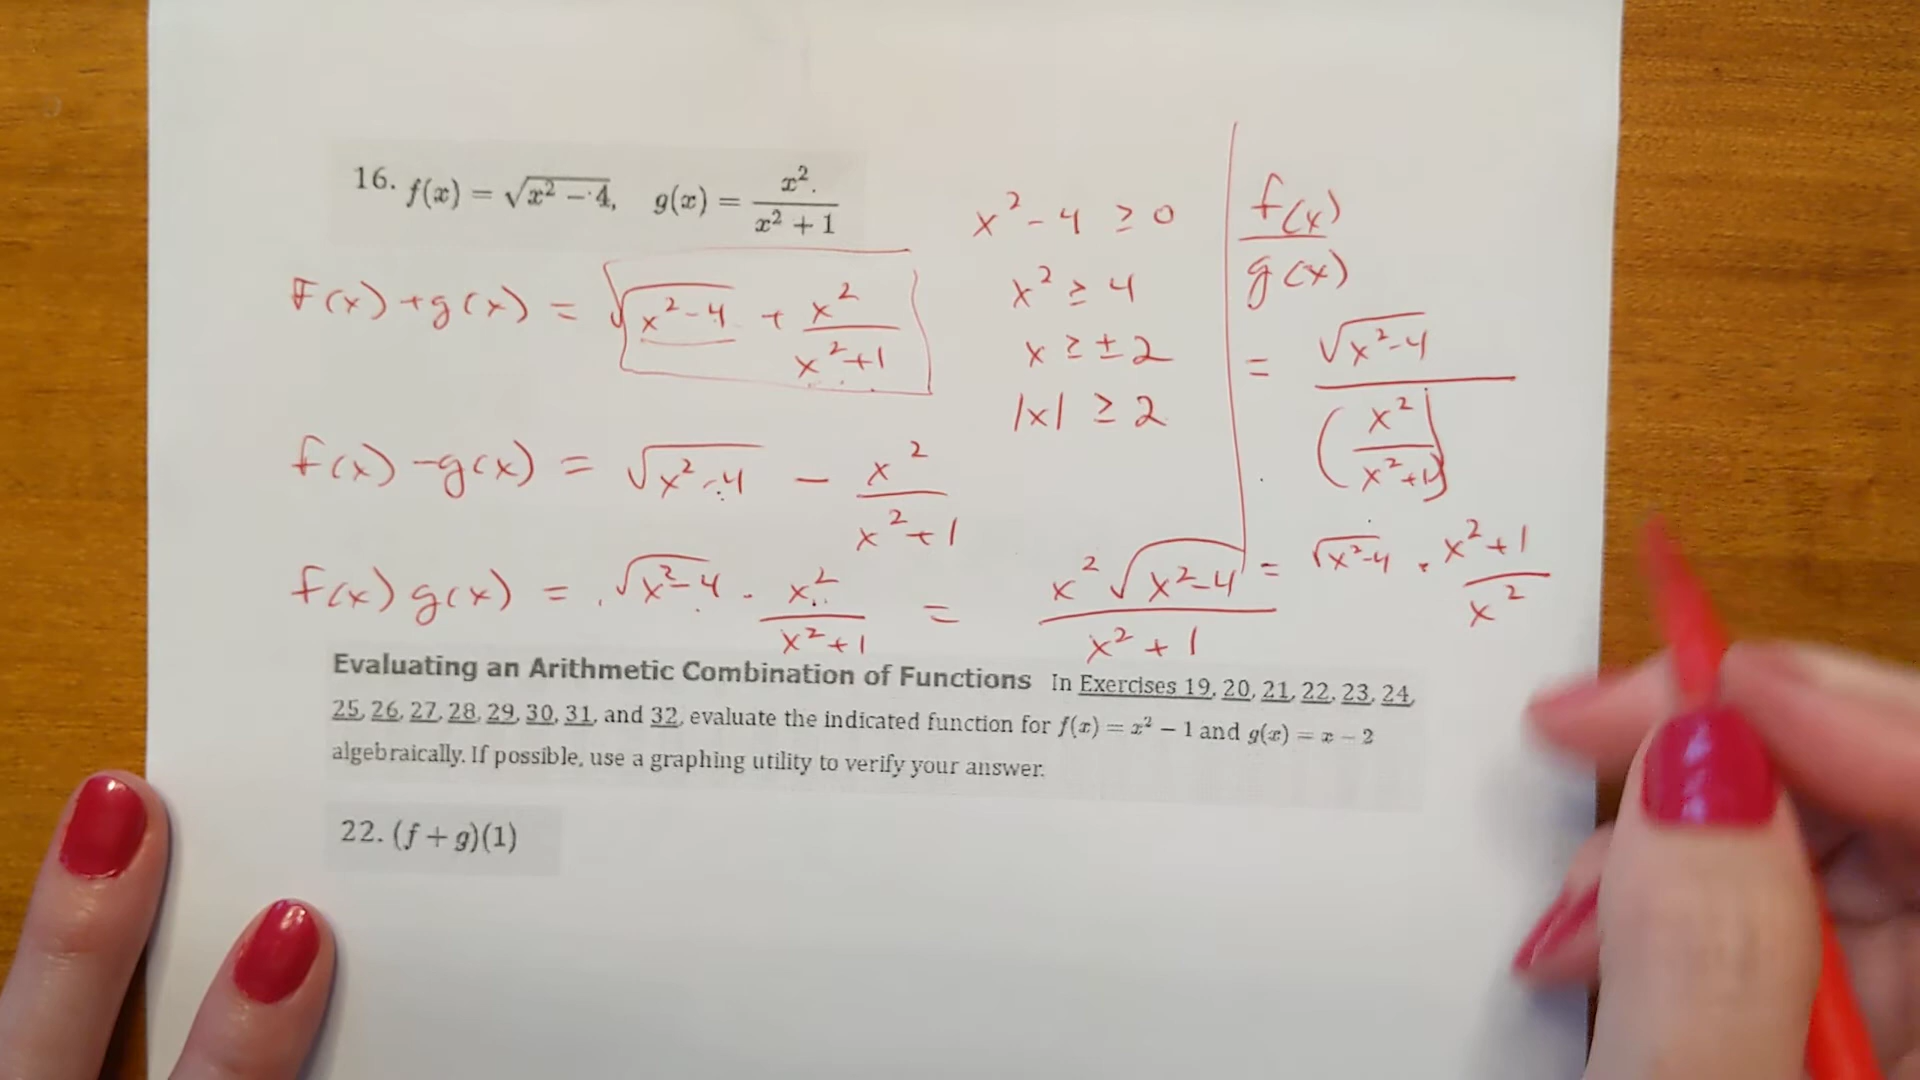 16. f(x) = √(x² − 4), g(x) = x²/(x² + 1)
F(x) + g(x) = √(x²-4) + x²/(x²+1)
f(x) - g(x) = √(x²-4) - x²/(x²+1)
f(x) g(x) = √(x²-4) · x²/(x²+1) = x²√(x²-4)/(x²+1)
x² - 4 ≥ 0
x² ≥ 4
x ≥ ± 2
|x| ≥ 2
f(x)/g(x)
= √(x²-4)/(x²/(x²+1))
= √(x²-4) · (x²+1)/x²
Evaluating an Arithmetic Combination of Functions In Exercises 19, 20, 21, 22, 23, 24,
25, 26, 27, 28, 29, 30, 31, and 32, evaluate the indicated function for f(x) = x² − 1 and g(x) = x − 2
algebraically. If possible, use a graphing utility to verify your answer.
22. (f + g)(1)